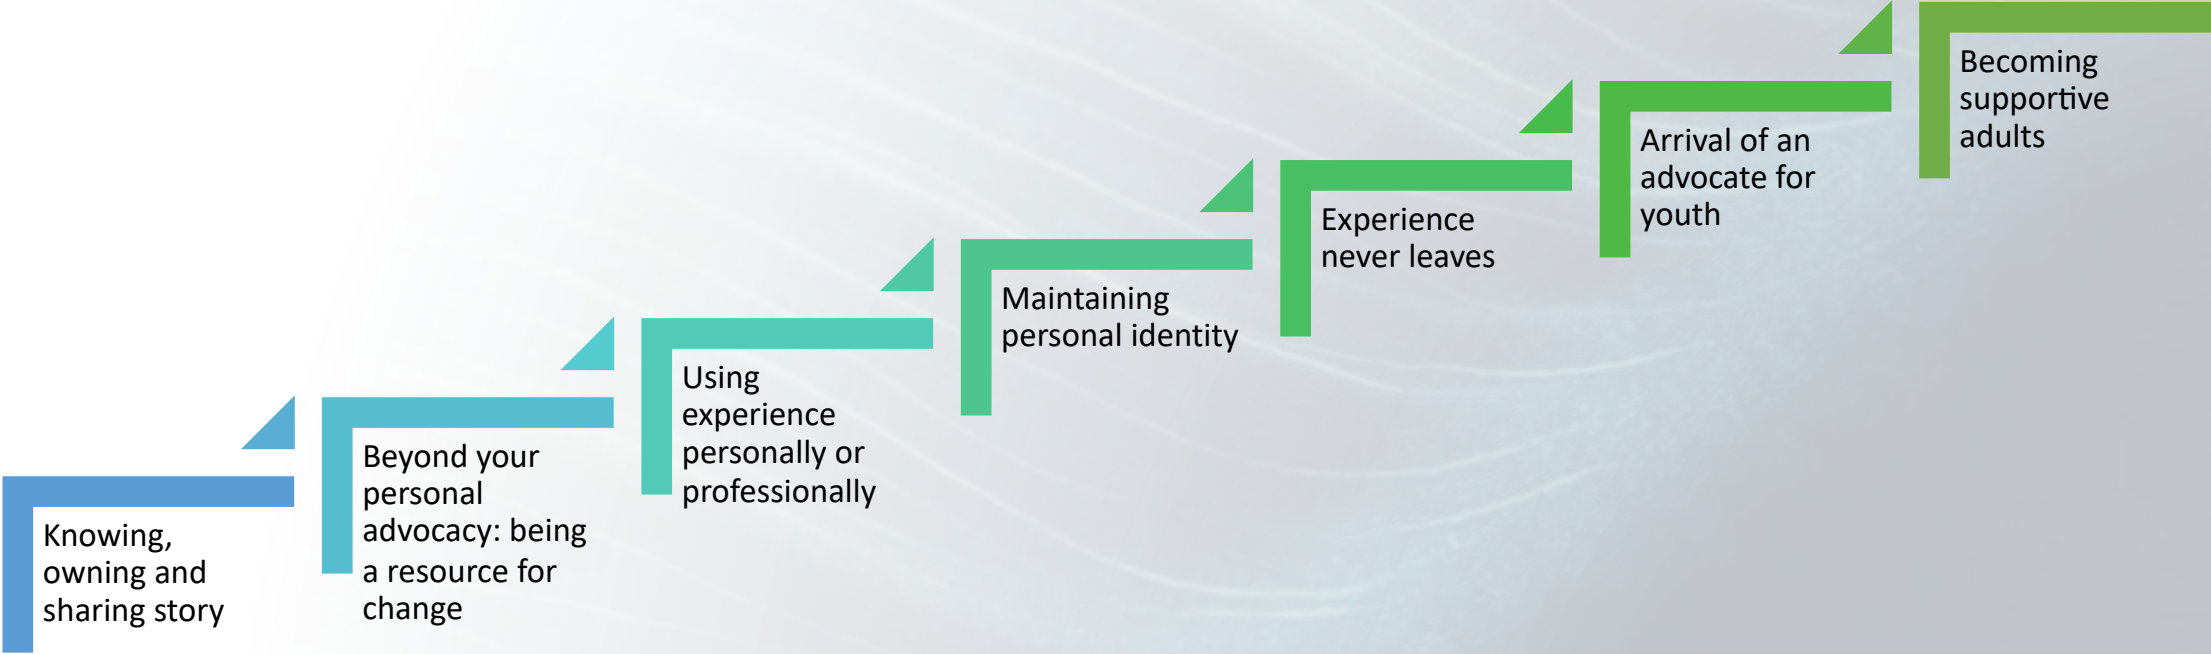 Knowing,
owning and
sharing story
Beyond your
personal
advocacy: being
a resource for
change
Using
experience
personally or
professionally
Maintaining
personal identity
Experience
never leaves
Arrival of an
advocate for
youth
Becoming
supportive
adults